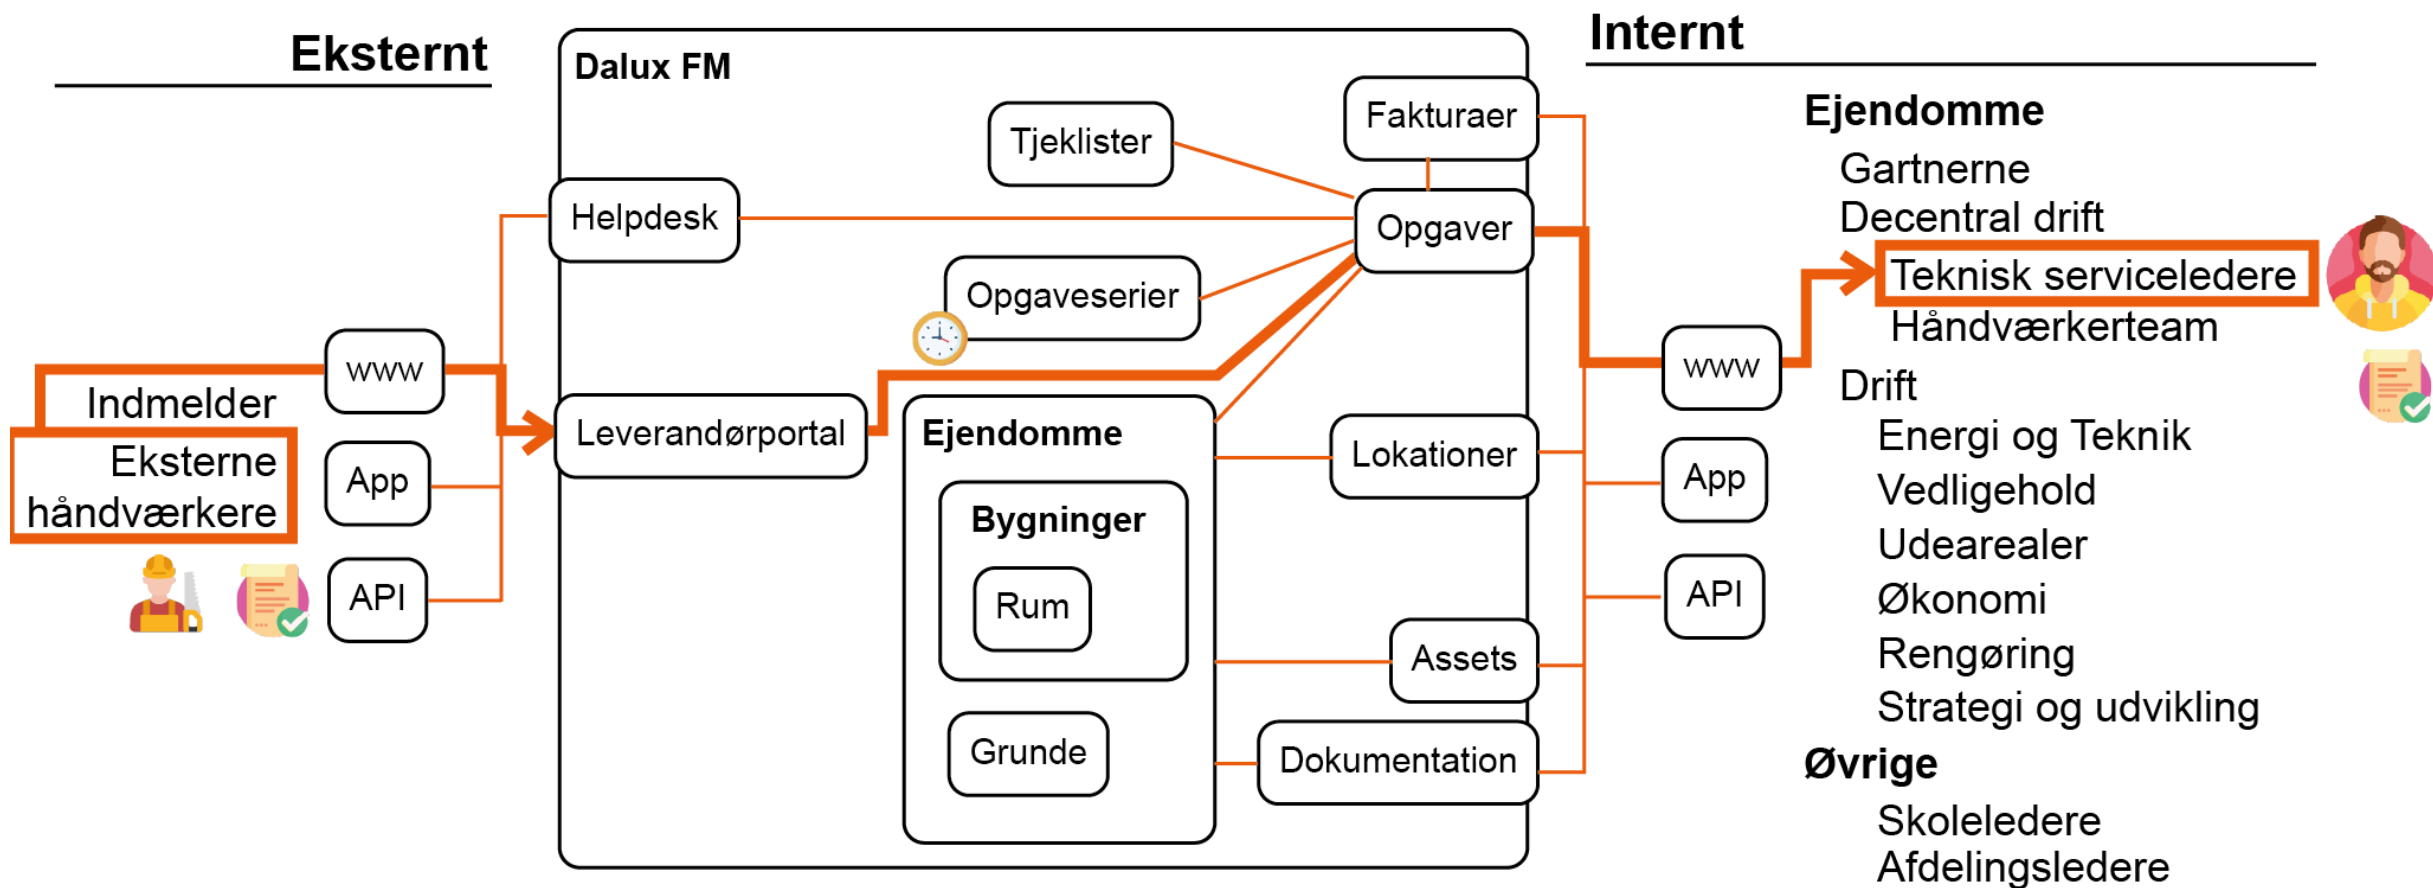 Eksternt
Indmelder
Eksterne
håndværkere
www
App
API
Dalux FM
Helpdesk
Leverandørportal
Tjeklister
Opgaveserier
Fakturaer
Opgaver
Ejendomme
Bygninger
Rum
Grunde
Lokationer
Assets
Dokumentation
Internt
www
App
API
Ejendomme
Gartnerne
Decentral drift
Teknisk serviceledere
Håndværkerteam
Drift
Energi og Teknik
Vedligehold
Udearealer
Økonomi
Rengøring
Strategi og udvikling
Øvrige
Skoleledere
Afdelingsledere